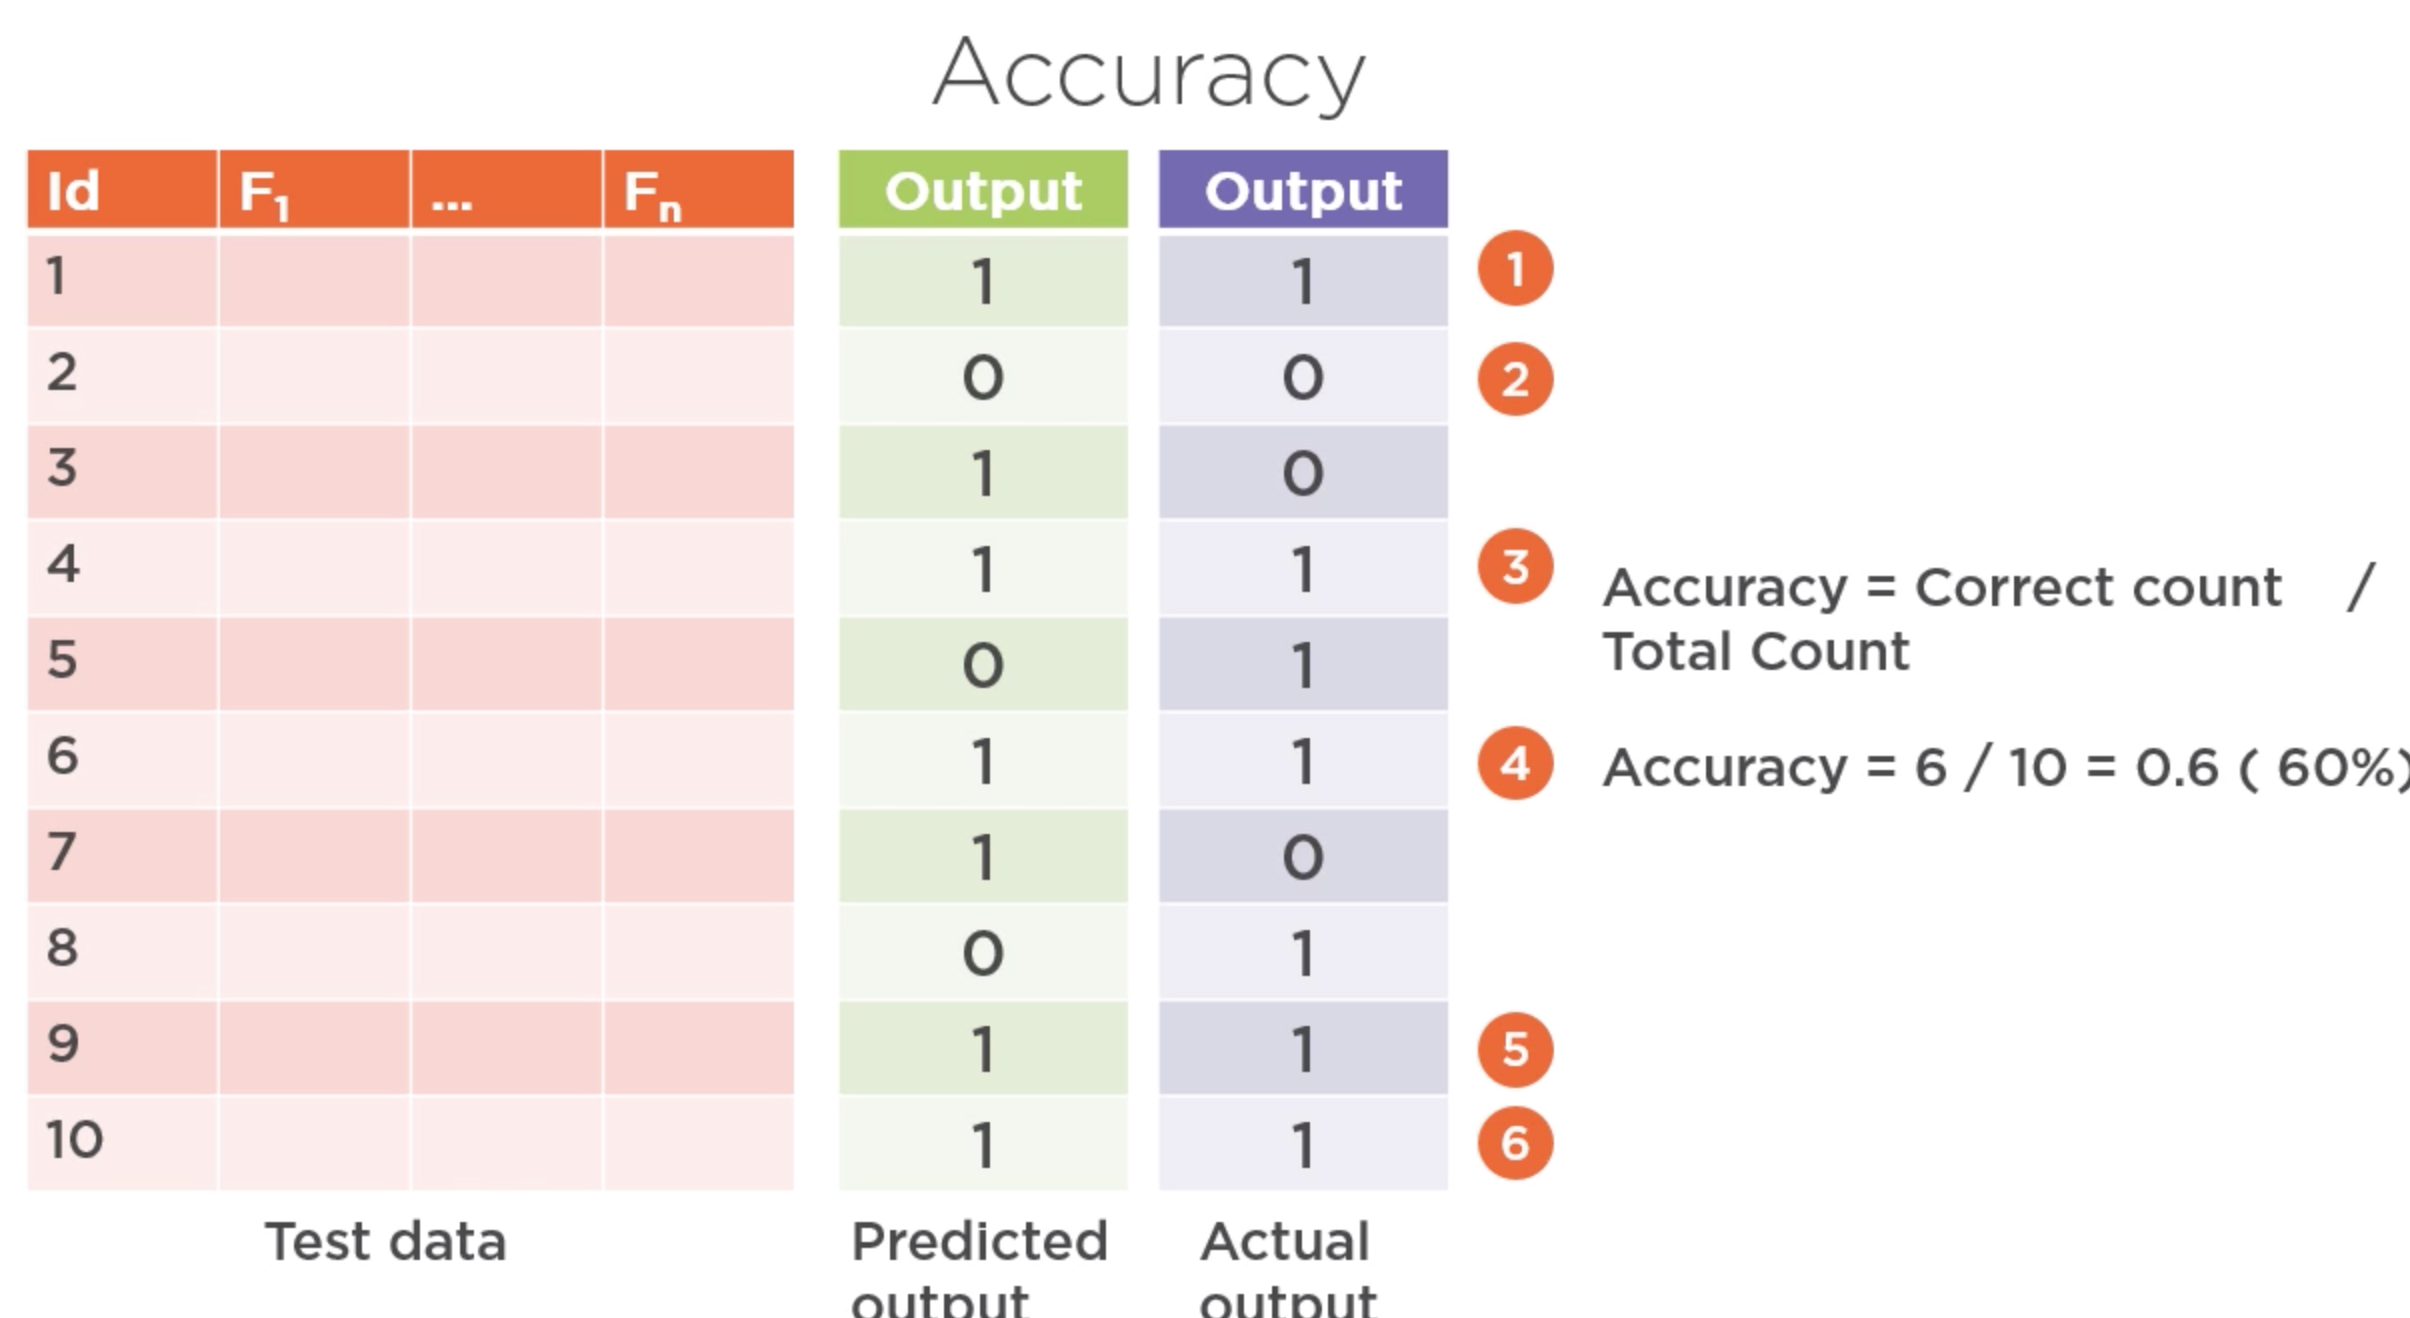 Accuracy
Id F1 ... Fn Output Output
1 1 1 1
2 0 0 2
3 1 0
4 1 1 3
Accuracy = Correct count /
Total Count
5 0 1
6 1 1 4
Accuracy = 6 / 10 = 0.6 ( 60%)
7 1 0
8 0 1
9 1 1 5
10 1 1 6
Test data Predicted Actual
output output